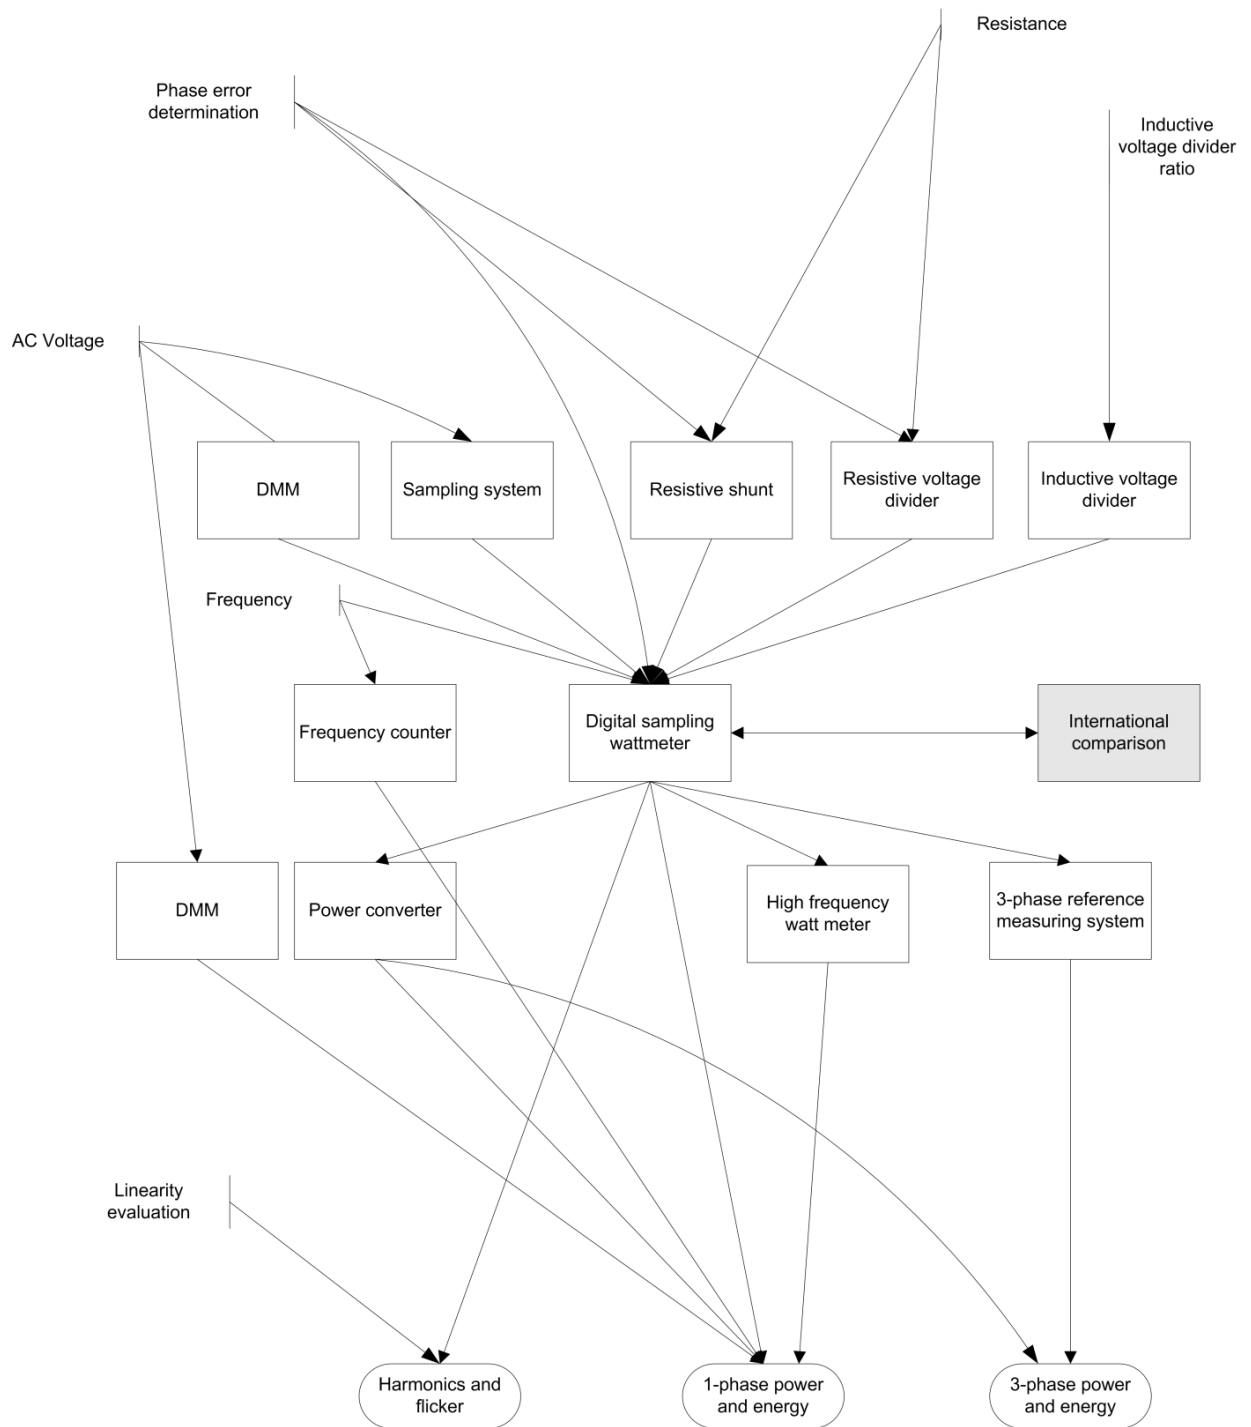 Resistance
Phase error
determination
Inductive
voltage divider
ratio
AC Voltage
DMM
Sampling system
Resistive shunt
Resistive voltage
divider
Inductive voltage
divider
Frequency
Frequency counter
Digital sampling
wattmeter
International
comparison
DMM
Power converter
High frequency
watt meter
3-phase reference
measuring system
Linearity
evaluation
Harmonics and
flicker
1-phase power
and energy
3-phase power
and energy